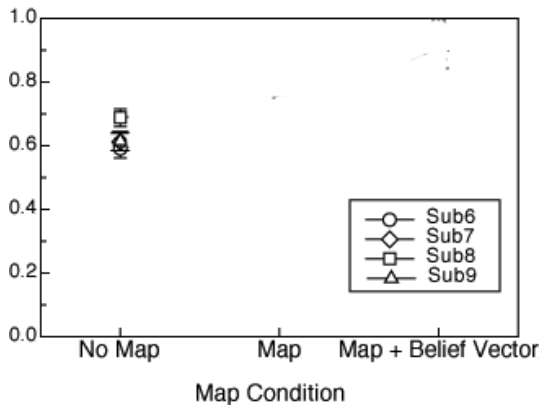 1.0
0.8
0.6
0.4
0.2
0.0
Sub6
Sub7
Sub8
Sub9
No Map Map Map + Belief Vector
Map Condition